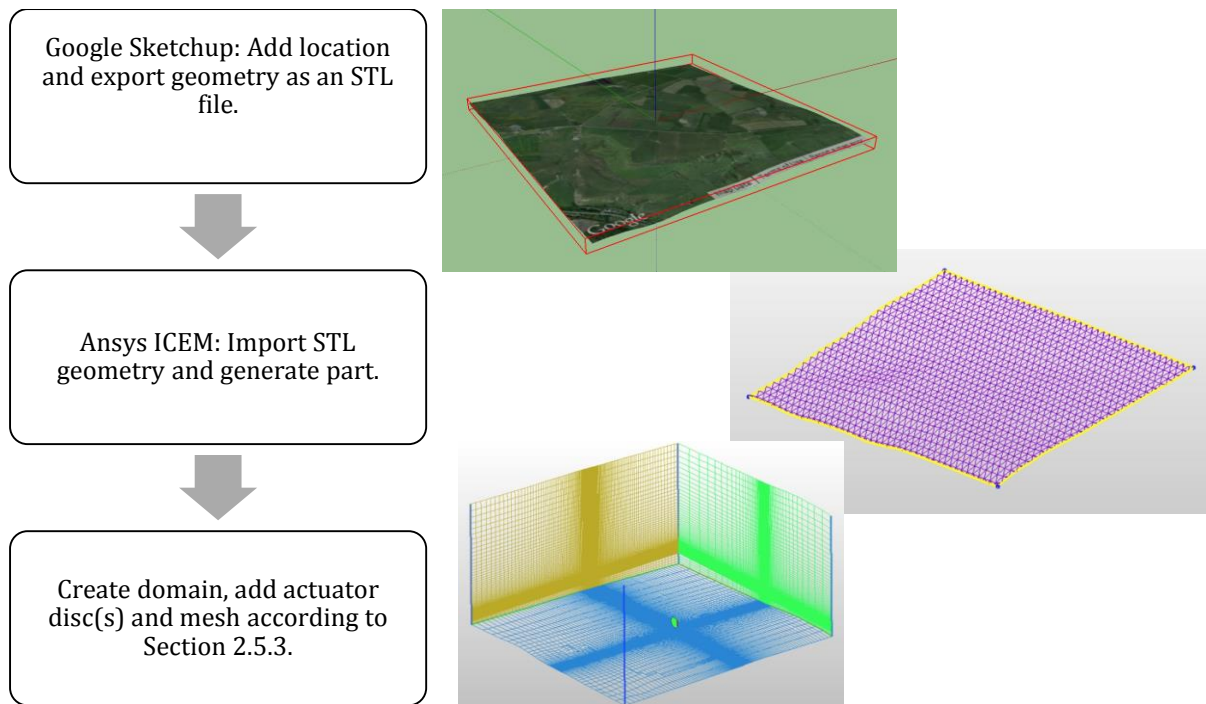 Google Sketchup: Add location
and export geometry as an STL
file.
Google
Ansys ICEM: Import STL
geometry and generate part.
Create domain, add actuator
disc(s) and mesh according to
Section 2.5.3.